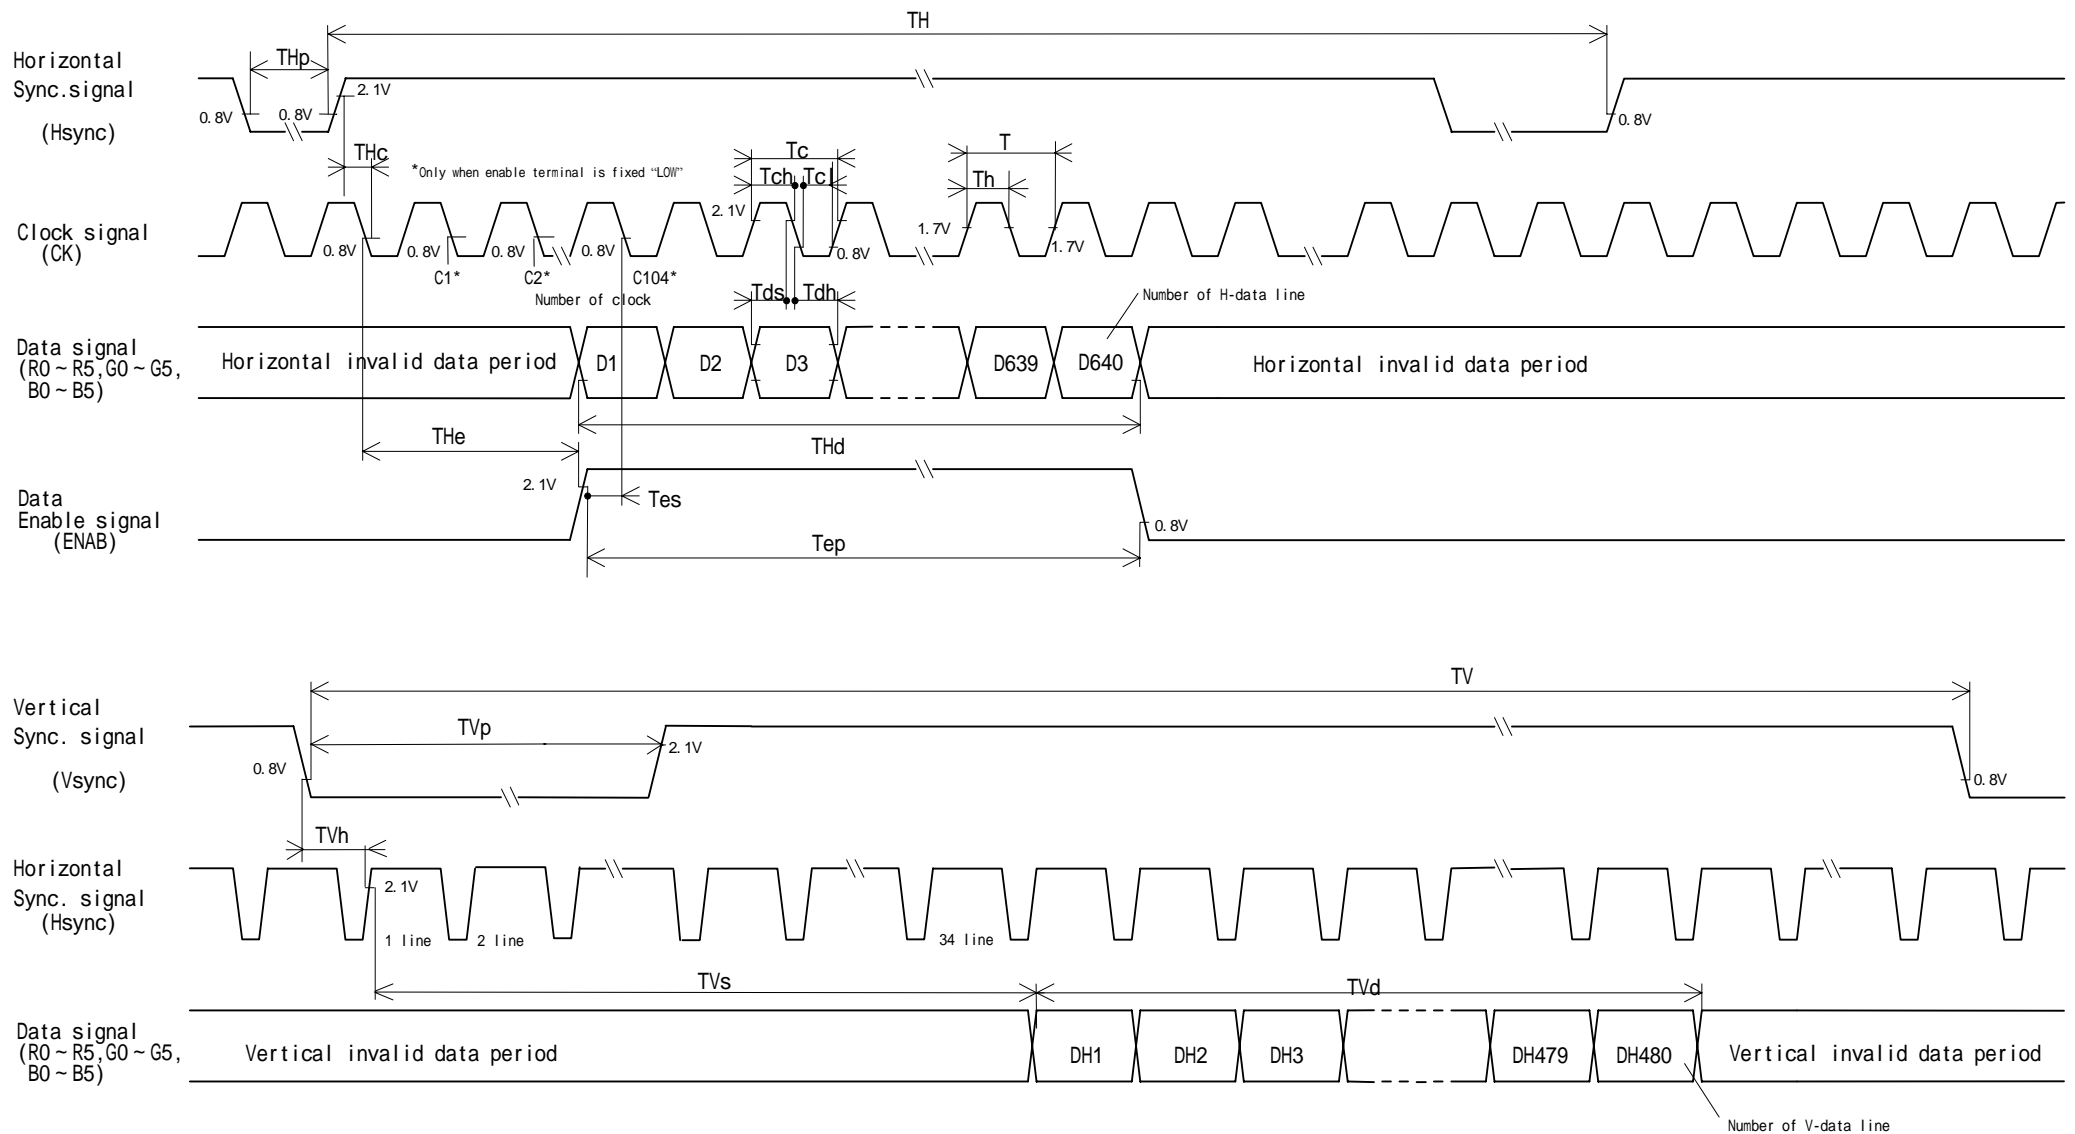 TH
Horizontal
Sync.signal
(Hsync)
THp
2.1V
0.8V
0.8V
0.8V
THc
*Only when enable terminal is fixed “LOW”
Tc
Tch
Tcl
T
Th
Clock signal
(CK)
2.1V
1.7V
0.8V
0.8V
0.8V
0.8V
0.8V
1.7V
C1*
C2*
C104*
Number of clock
Tds
Tdh
Number of H-data line
Data signal
(R0~R5,G0~G5,
B0~B5)
Horizontal invalid data period
D1
D2
D3
D639
D640
Horizontal invalid data period
THe
THd
Data
Enable signal
(ENAB)
2.1V
Tes
0.8V
Tep
TV
Vertical
Sync. signal
(Vsync)
TVp
2.1V
0.8V
0.8V
TVh
Horizontal
Sync. signal
(Hsync)
2.1V
1 line
2 line
34 line
TVs
TVd
Data signal
(R0~R5,G0~G5,
B0~B5)
Vertical invalid data period
DH1
DH2
DH3
DH479
DH480
Vertical invalid data period
Number of V-data line